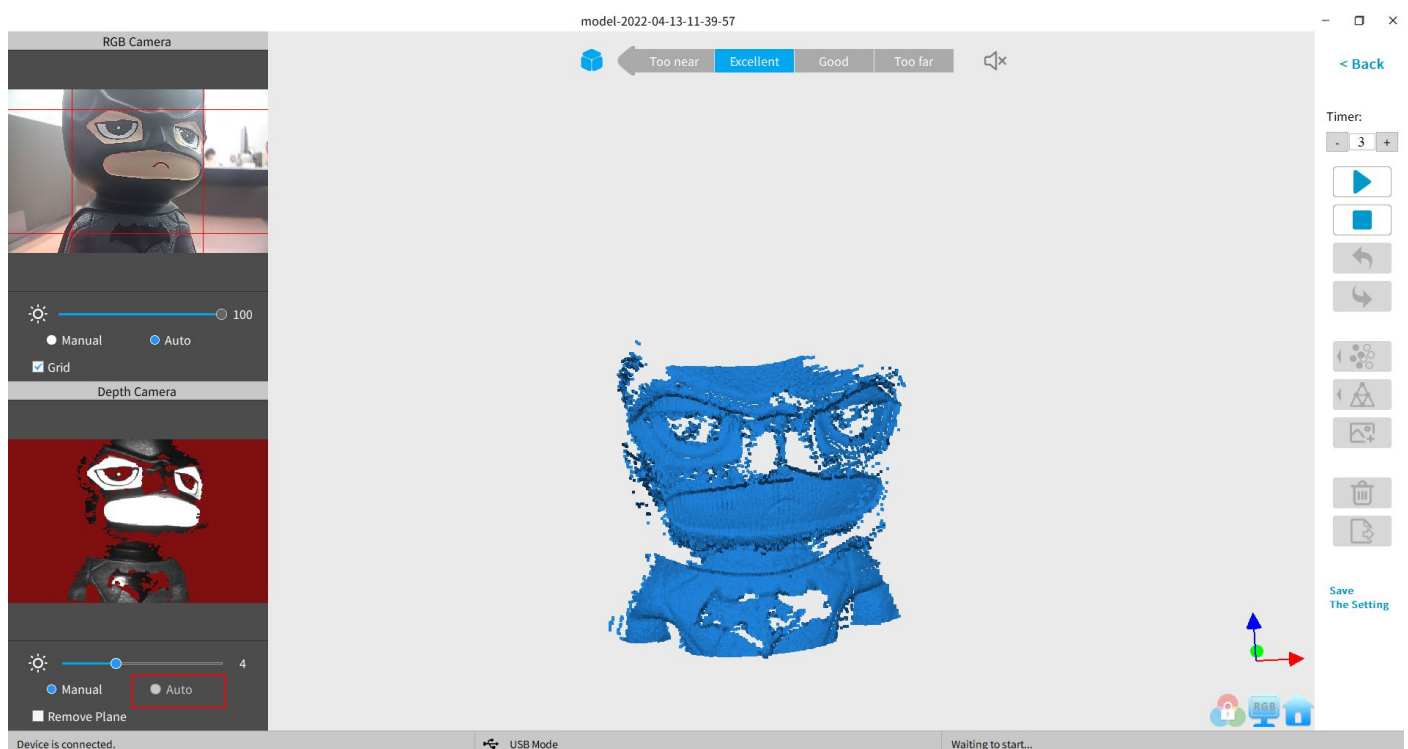 model-2022-04-13-11-39-57
RGB Camera
Too near Excellent Good Too far
< Back
Timer:
- 3 +
100
Manual Auto
Grid
Depth Camera
4
Manual Auto
Remove Plane
Save
The Setting
RGB
Device is connected. USB Mode Waiting to start...